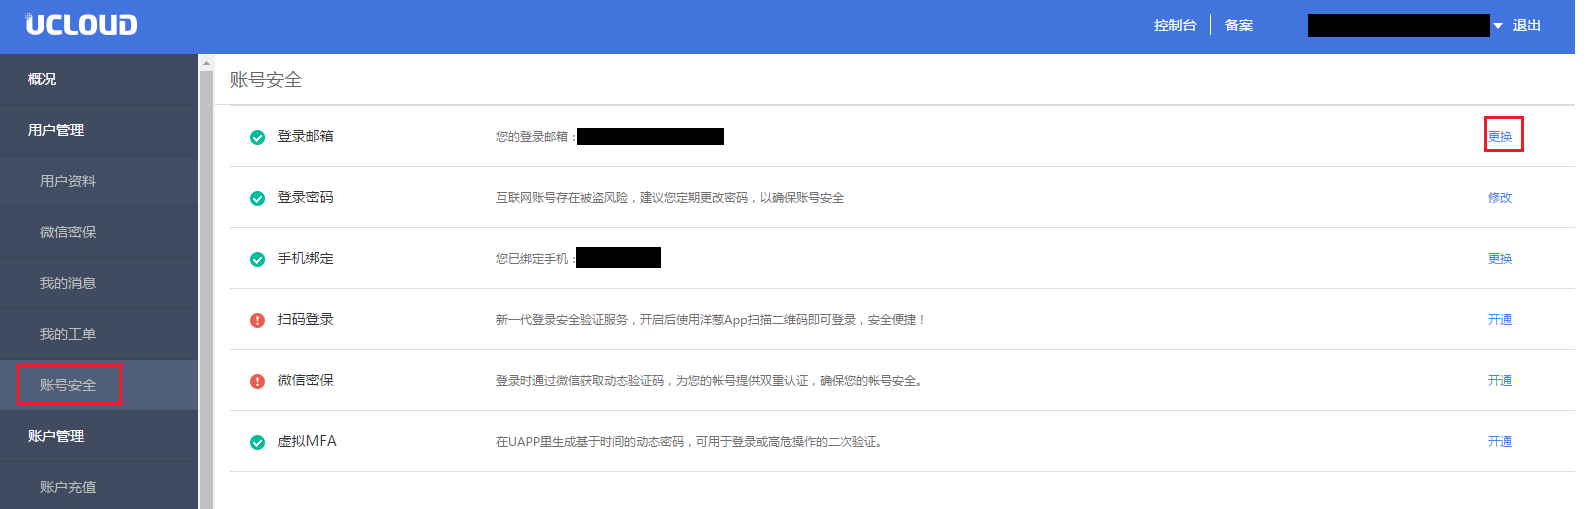 UCLOUD
控制台
备案
退出
概况
用户管理
用户资料
微信密保
我的消息
我的工单
账号安全
账户管理
账户充值
账号安全
登录邮箱 您的登录邮箱： 更换
登录密码 互联网账号存在被盗风险，建议您定期更改密码，以确保账号安全 修改
手机绑定 您已绑定手机： 更换
扫码登录 新一代登录安全验证服务，开启后使用洋葱App扫描二维码即可登录，安全便捷！ 开通
微信密保 登录时通过微信获取动态验证码，为您的帐号提供双重认证，确保您的帐号安全。 开通
虚拟MFA 在UAPP里生成基于时间的动态密码，可用于登录或高危操作的二次验证。 开通